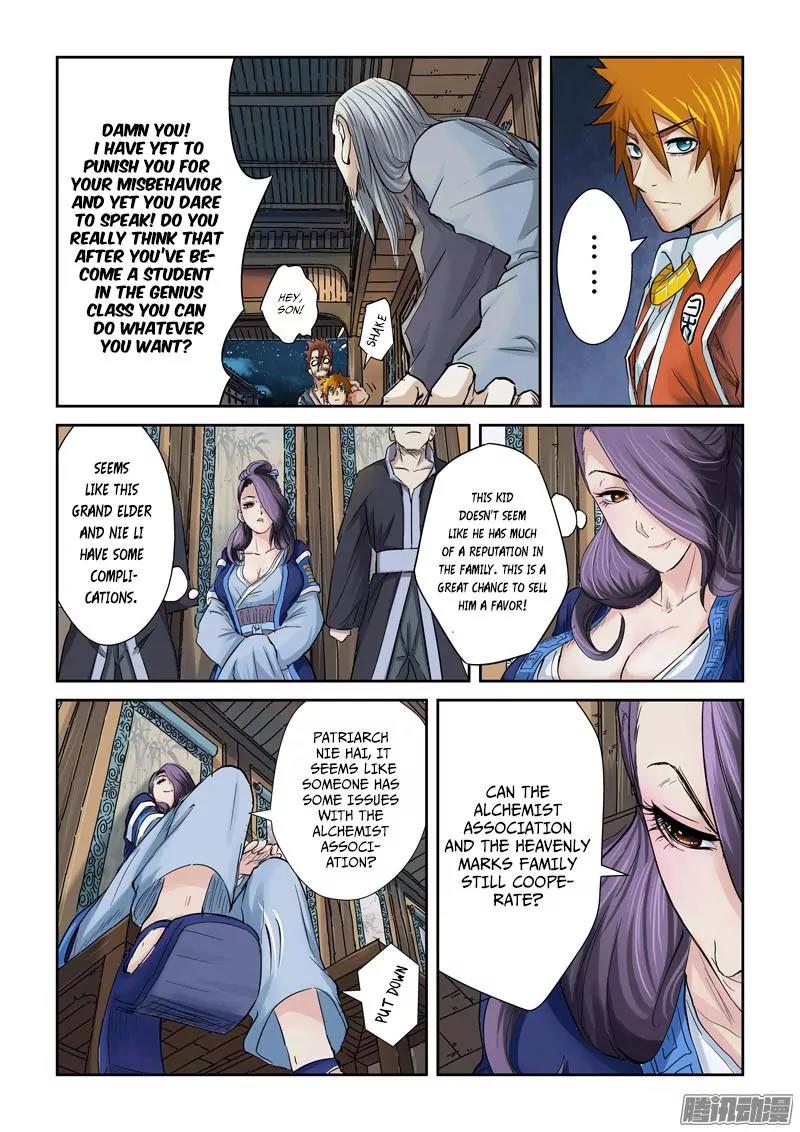 DAMN YOU!
I HAVE YET TO
PUNISH YOU FOR
YOUR MISBEHAVIOR
AND YET YOU DARE
TO SPEAK! DO YOU
REALLY THINK THAT
AFTER YOU'VE BE-
COME A STUDENT
IN THE GENIUS
CLASS YOU CAN
DO WHATEVER
YOU WANT?
HEY,
SON!
SHAKE
....
SEEMS
LIKE THIS
GRAND ELDER
AND NIE LI
HAVE SOME
COMPLI-
CATIONS.
THIS KID
DOESN'T SEEM
LIKE HE HAS MUCH
OF A REPUTATION IN
THE FAMILY. THIS IS A
GREAT CHANCE TO SELL
HIM A FAVOR!
PATRIARCH
NIE HAI, IT
SEEMS LIKE
SOMEONE HAS
SOME ISSUES
WITH THE
ALCHEMIST
ASSOCI-
ATION?
PUT DOWN
CAN THE
ALCHEMIST
ASSOCIATION
AND THE HEAVENLY
MARKS FAMILY
STILL COOPE-
RATE?
腾讯动漫